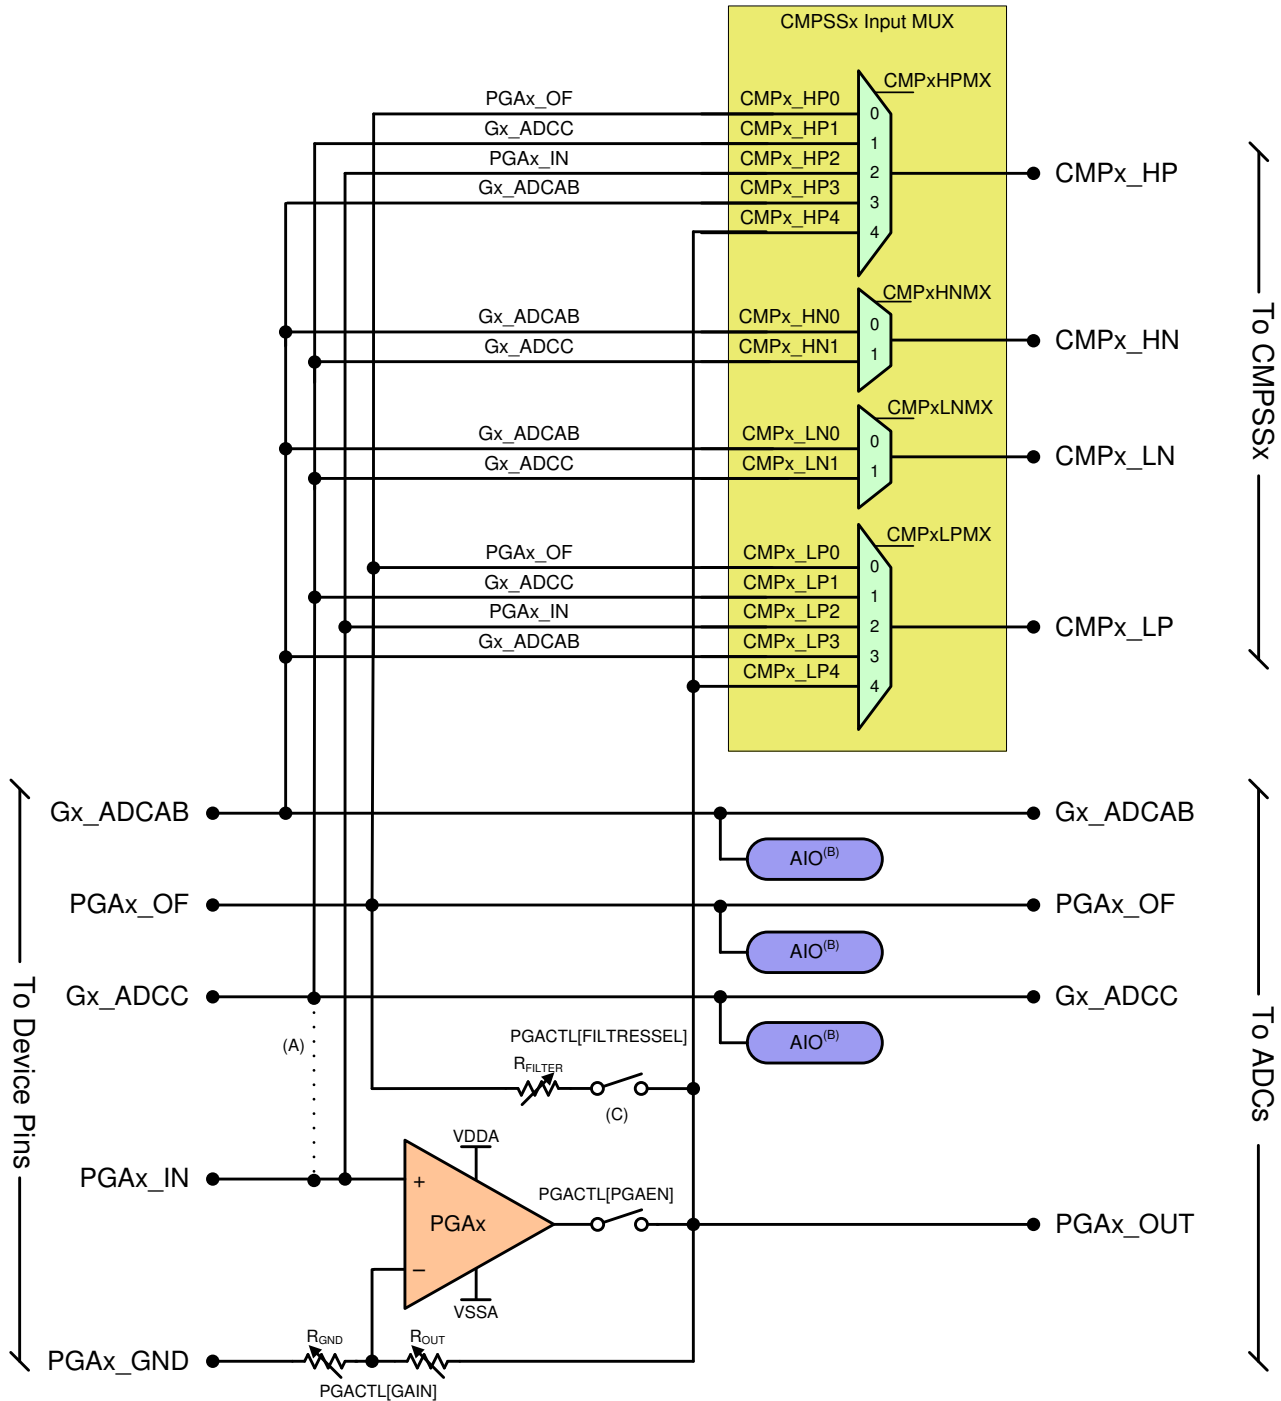 CMPSSx Input MUX
CMPxHPMX
PGAx_OF CMPx_HP0 0
Gx_ADCC CMPx_HP1 1
PGAx_IN CMPx_HP2 2 CMPx_HP
Gx_ADCAB CMPx_HP3 3
CMPx_HP4 4
CMPxHNMX
Gx_ADCAB CMPx_HN0 0
Gx_ADCC CMPx_HN1 1 CMPx_HN
CMPxLNMX
Gx_ADCAB CMPx_LN0 0
Gx_ADCC CMPx_LN1 1 CMPx_LN
CMPxLPMX
PGAx_OF CMPx_LP0 0
Gx_ADCC CMPx_LP1 1
PGAx_IN CMPx_LP2 2 CMPx_LP
Gx_ADCAB CMPx_LP3 3
CMPx_LP4 4
To CMPSSx
Gx_ADCAB Gx_ADCAB
AIO(B)
PGAx_OF PGAx_OF
AIO(B)
Gx_ADCC Gx_ADCC
AIO(B)
(A)
PGACTL[FILTRESSEL]
RFILTER
(C)
To Device Pins
To ADCs
VDDA
PGAx_IN +
PGACTL[PGAEN]
PGAx PGAx_OUT
−
VSSA
RGND ROUT
PGAx_GND
PGACTL[GAIN]